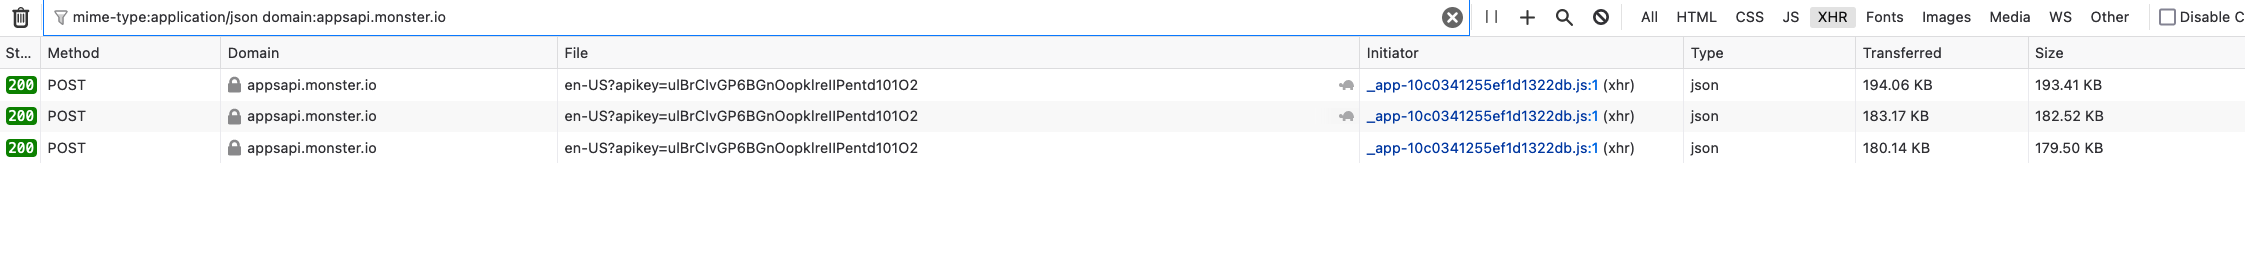 mime-type:application/json domain:appsapi.monster.io All HTML CSS JS XHR Fonts Images Media WS Other Disable C
St... Method Domain File Initiator Type Transferred Size
200 POST appsapi.monster.io en-US?apikey=ulBrClvGP6BGnOopklreIIPentd101O2 _app-10c0341255ef1d1322db.js:1 (xhr) json 194.06 KB 193.41 KB
200 POST appsapi.monster.io en-US?apikey=ulBrClvGP6BGnOopklreIIPentd101O2 _app-10c0341255ef1d1322db.js:1 (xhr) json 183.17 KB 182.52 KB
200 POST appsapi.monster.io en-US?apikey=ulBrClvGP6BGnOopklreIIPentd101O2 _app-10c0341255ef1d1322db.js:1 (xhr) json 180.14 KB 179.50 KB